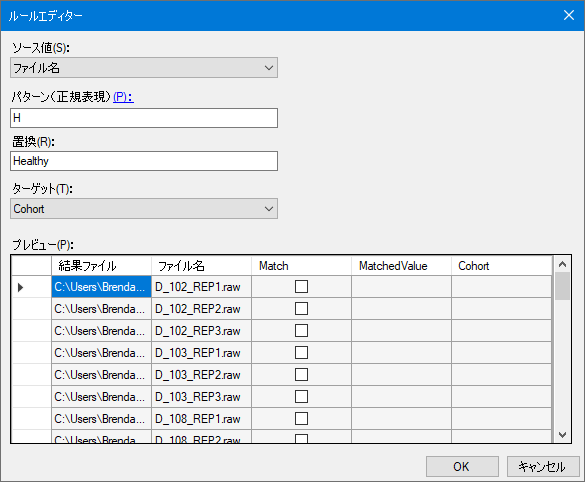 ルールエディター
ソース値(S):
ファイル名
パターン(正規表現) (P):
H
置換(R):
Healthy
ターゲット(T):
Cohort
プレビュー(P):
結果ファイル ファイル名 Match MatchedValue Cohort
C:\Users\Brenda... D_102_REP1.raw
C:\Users\Brenda... D_102_REP2.raw
C:\Users\Brenda... D_102_REP3.raw
C:\Users\Brenda... D_103_REP1.raw
C:\Users\Brenda... D_103_REP2.raw
C:\Users\Brenda... D_103_REP3.raw
C:\Users\Brenda... D_108_REP1.raw
C:\Users\Brenda... D_108_REP2.raw
OK キャンセル